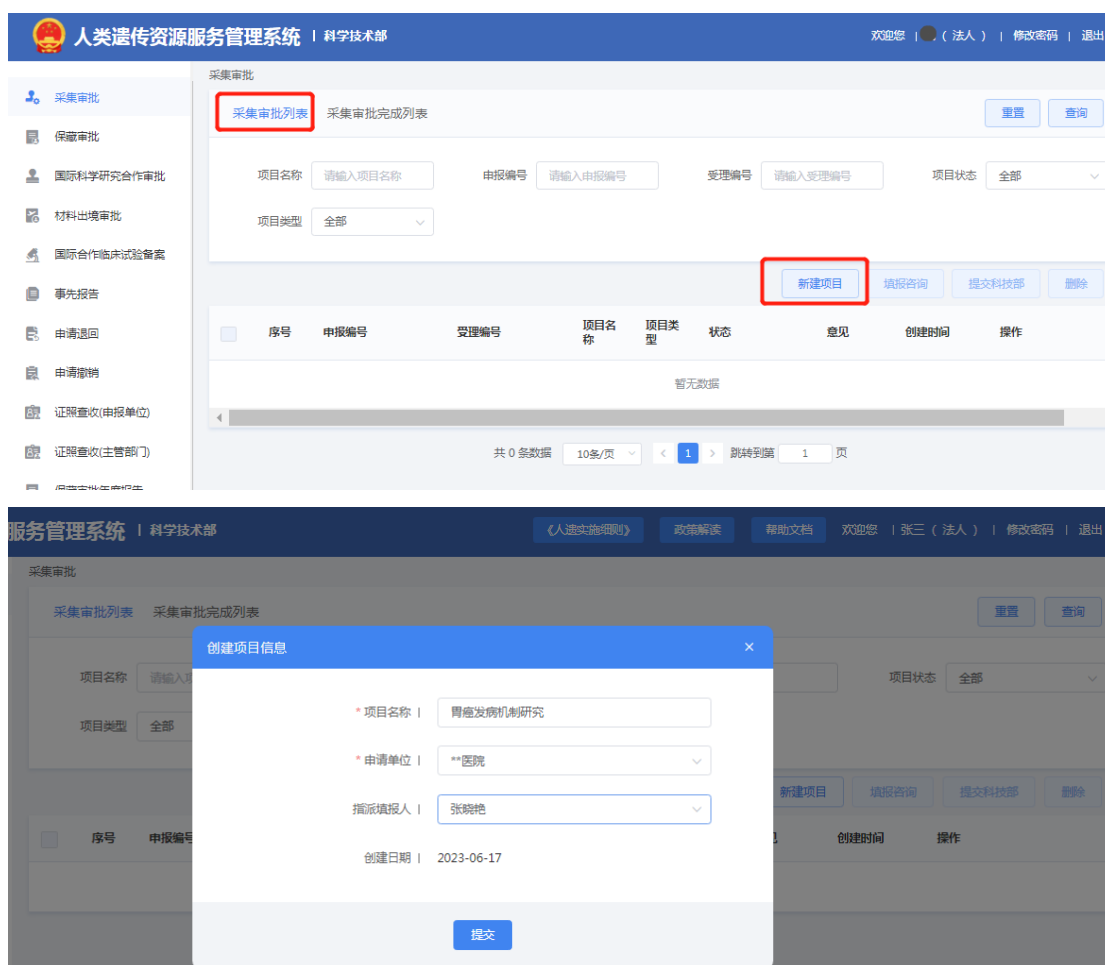 人类遗传资源服务管理系统 | 科学技术部 欢迎您 | (法人) | 修改密码 | 退出
采集审批
采集审批
采集审批列表 采集审批完成列表 重置 查询
保藏审批
国际科学研究合作审批
项目名称 请输入项目名称 申报编号 请输入申报编号 受理编号 请输入受理编号 项目状态 全部
材料出境审批
项目类型 全部
国际合作临床试验备案
事先报告
新建项目 填报咨询 提交科技部 删除
申请退回
序号 申报编号 受理编号 项目名称 项目类型 状态 意见 创建时间 操作
申请撤销
暂无数据
证照查收(申报单位)
证照查收(主管部门)
共 0 条数据 10条/页 < 1 > 跳转到第 1 页
保藏审批年度报告
服务管理系统 | 科学技术部 《人遗实施细则》 政策解读 帮助文档 欢迎您 | 张三 (法人) | 修改密码 | 退出
采集审批
采集审批列表 采集审批完成列表 重置 查询
创建项目信息 ×
项目名称 请输入项 项目状态 全部
* 项目名称 | 胃癌发病机制研究
项目类型 全部
* 申请单位 | **医院
新建项目 填报咨询 提交科技部 删除
指派填报人 | 张晓艳
序号 申报编号 创建时间 操作
创建日期 | 2023-06-17
提交